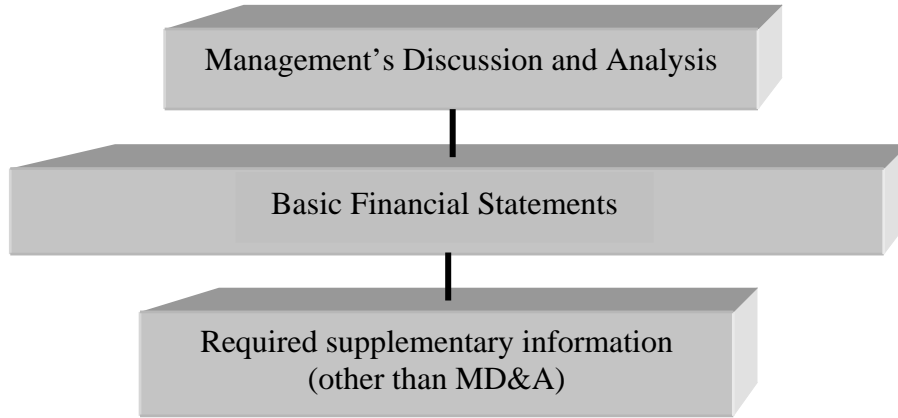 Management’s Discussion and Analysis
Basic Financial Statements
Required supplementary information
(other than MD&A)